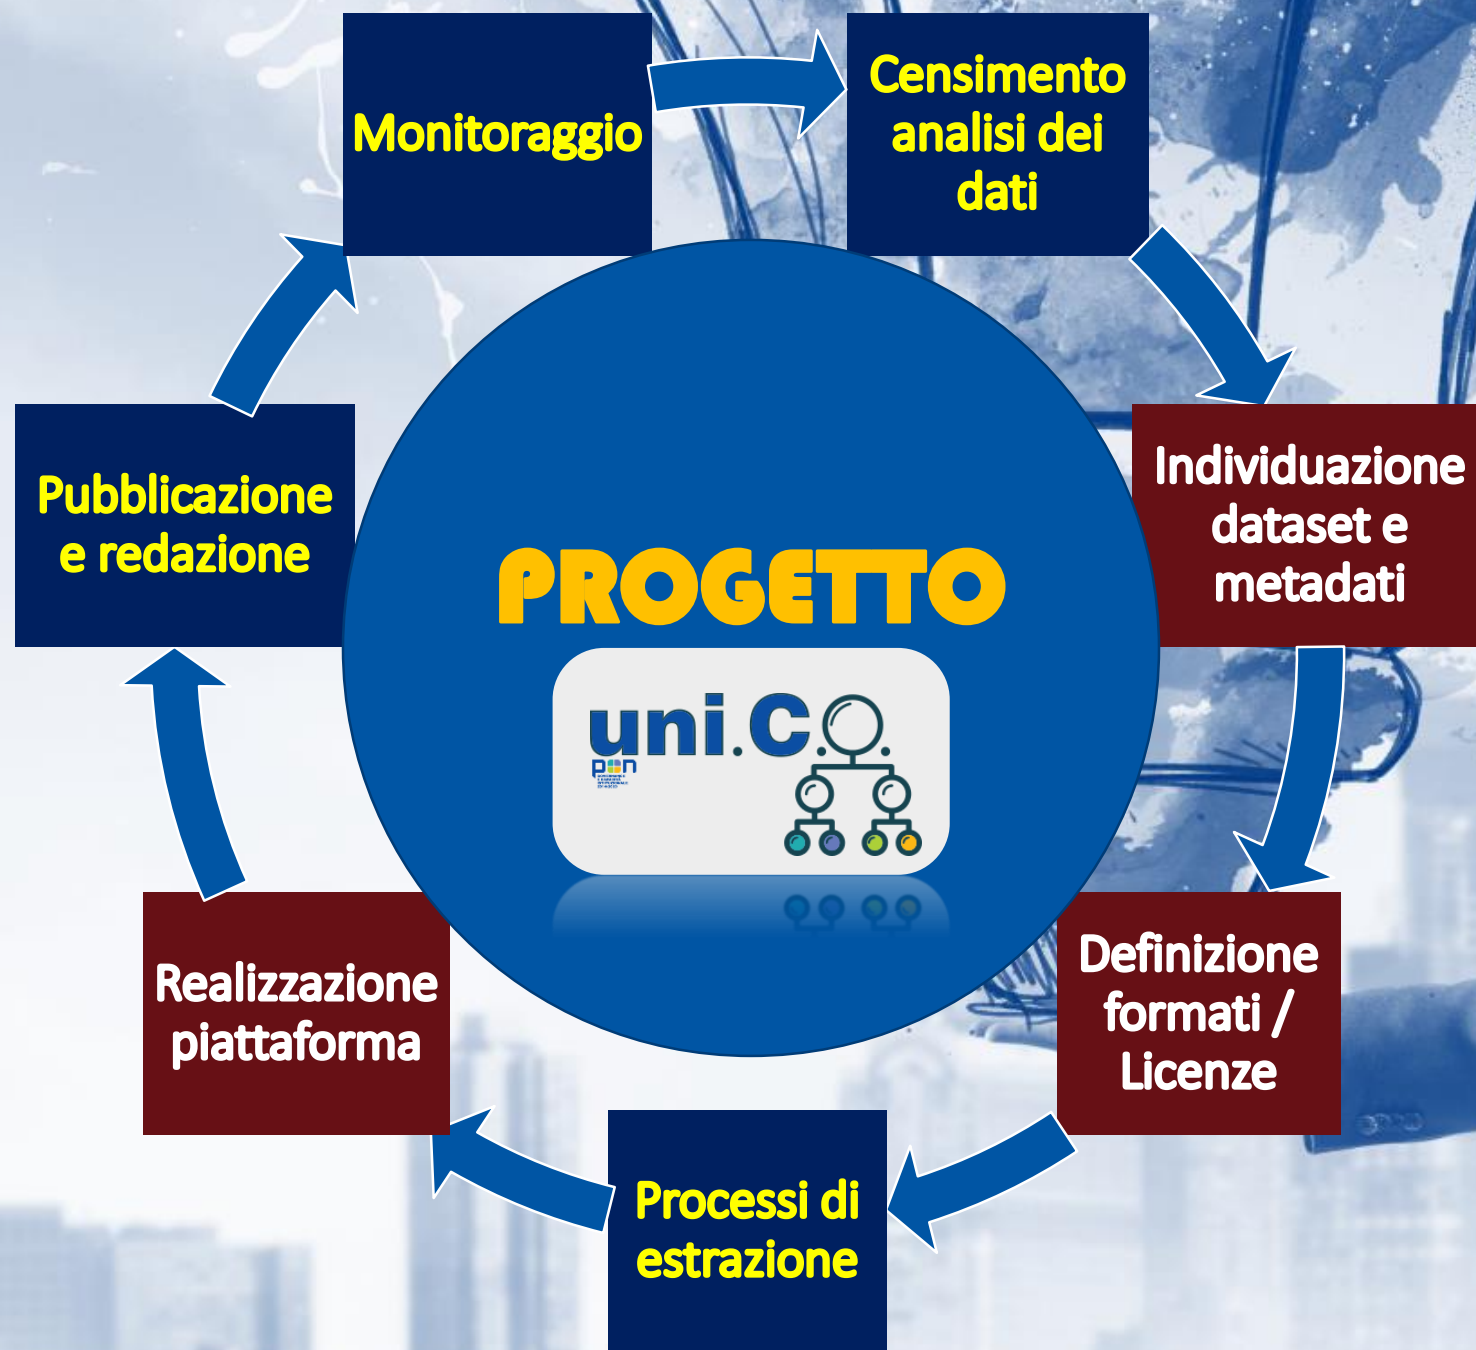 Monitoraggio
Censimento
analisi dei
dati
Individuazione
dataset e
metadati
Definizione
formati /
Licenze
Processi di
estrazione
Realizzazione
piattaforma
Pubblicazione
e redazione
PROGETTO
uni.C.O.
pon